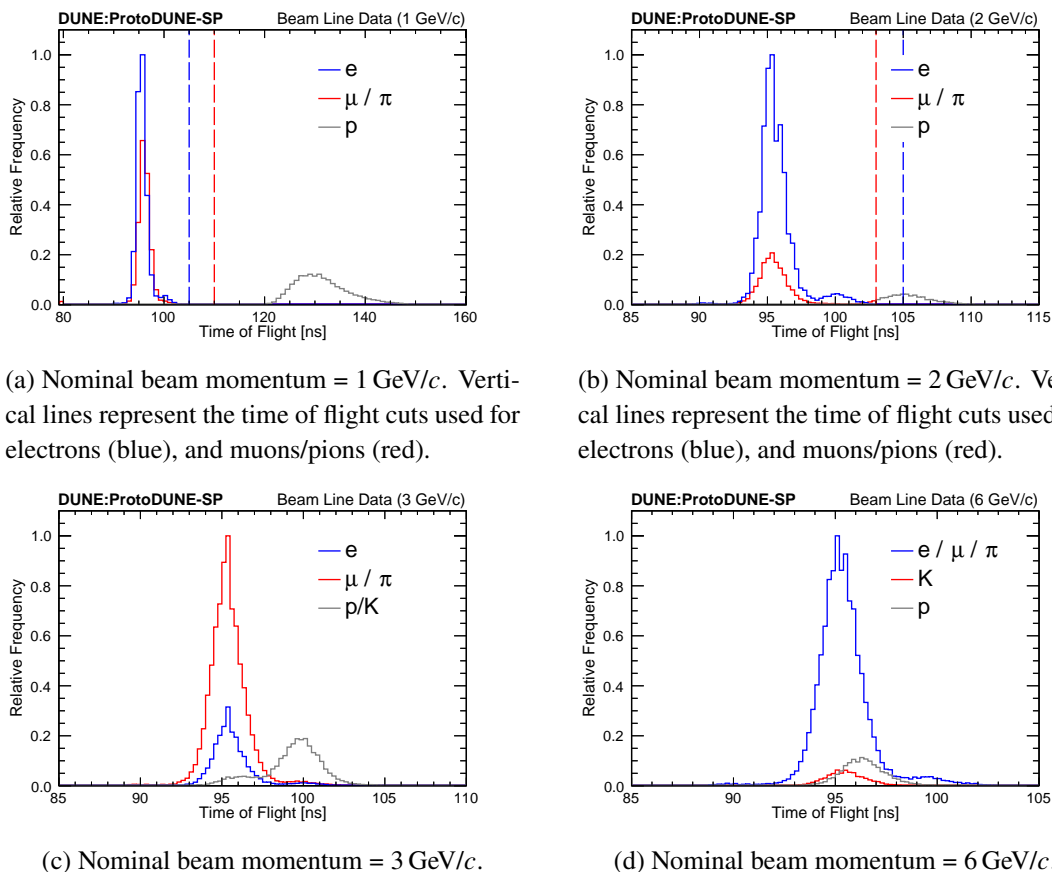 DUNE:ProtoDUNE-SP Beam Line Data (1 GeV/c)
Relative Frequency
1.0
0.8
0.6
0.4
0.2
0.0
e
μ / π
p
80 100 120 140 160
Time of Flight [ns]
(a) Nominal beam momentum = 1 GeV/c. Verti-
cal lines represent the time of flight cuts used for
electrons (blue), and muons/pions (red).
DUNE:ProtoDUNE-SP Beam Line Data (2 GeV/c)
Relative Frequency
1.0
0.8
0.6
0.4
0.2
0.0
e
μ / π
p
85 90 95 100 105 110 115
Time of Flight [ns]
(b) Nominal beam momentum = 2 GeV/c. Ve
cal lines represent the time of flight cuts used
electrons (blue), and muons/pions (red).
DUNE:ProtoDUNE-SP Beam Line Data (3 GeV/c)
Relative Frequency
1.0
0.8
0.6
0.4
0.2
0.0
e
μ / π
p/K
85 90 95 100 105 110
Time of Flight [ns]
(c) Nominal beam momentum = 3 GeV/c.
DUNE:ProtoDUNE-SP Beam Line Data (6 GeV/c)
Relative Frequency
1.0
0.8
0.6
0.4
0.2
0.0
e / μ / π
K
p
85 90 95 100 105
Time of Flight [ns]
(d) Nominal beam momentum = 6 GeV/c